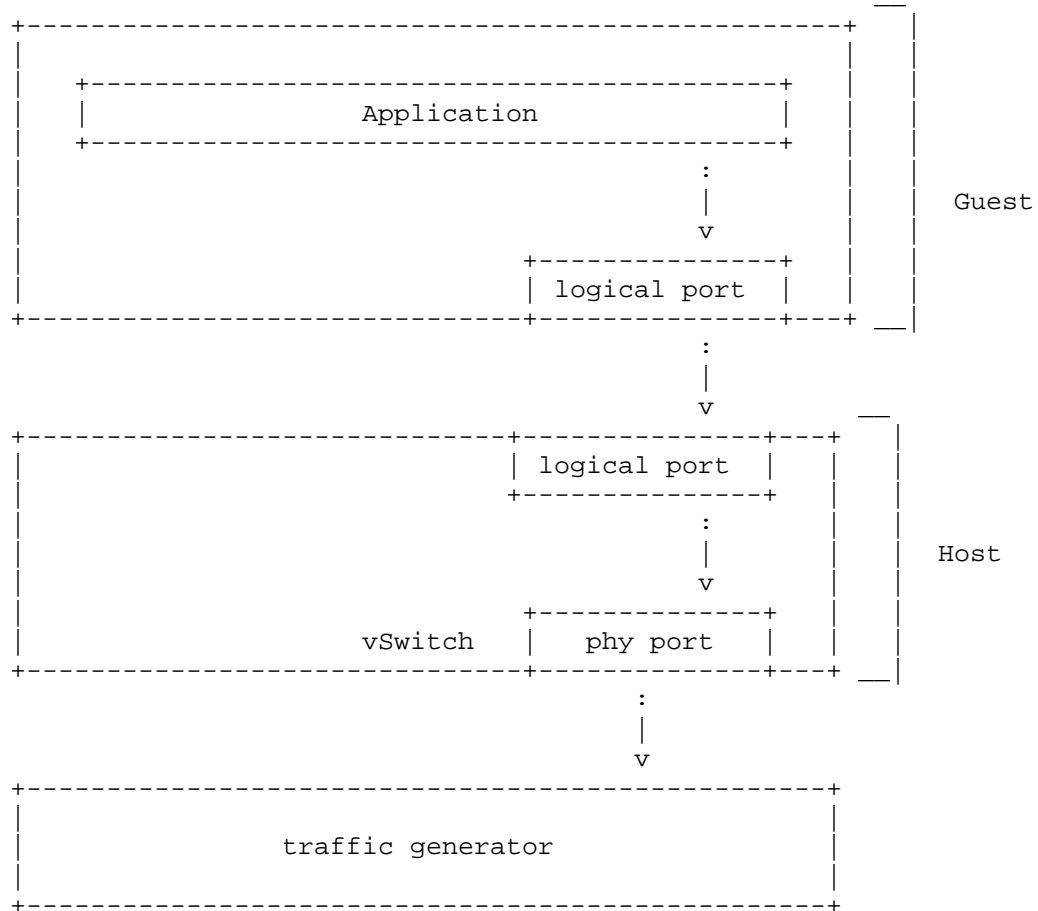 Application
:
v
Guest
logical port
:
v
logical port
:
v
Host
vSwitch phy port
:
v
traffic generator